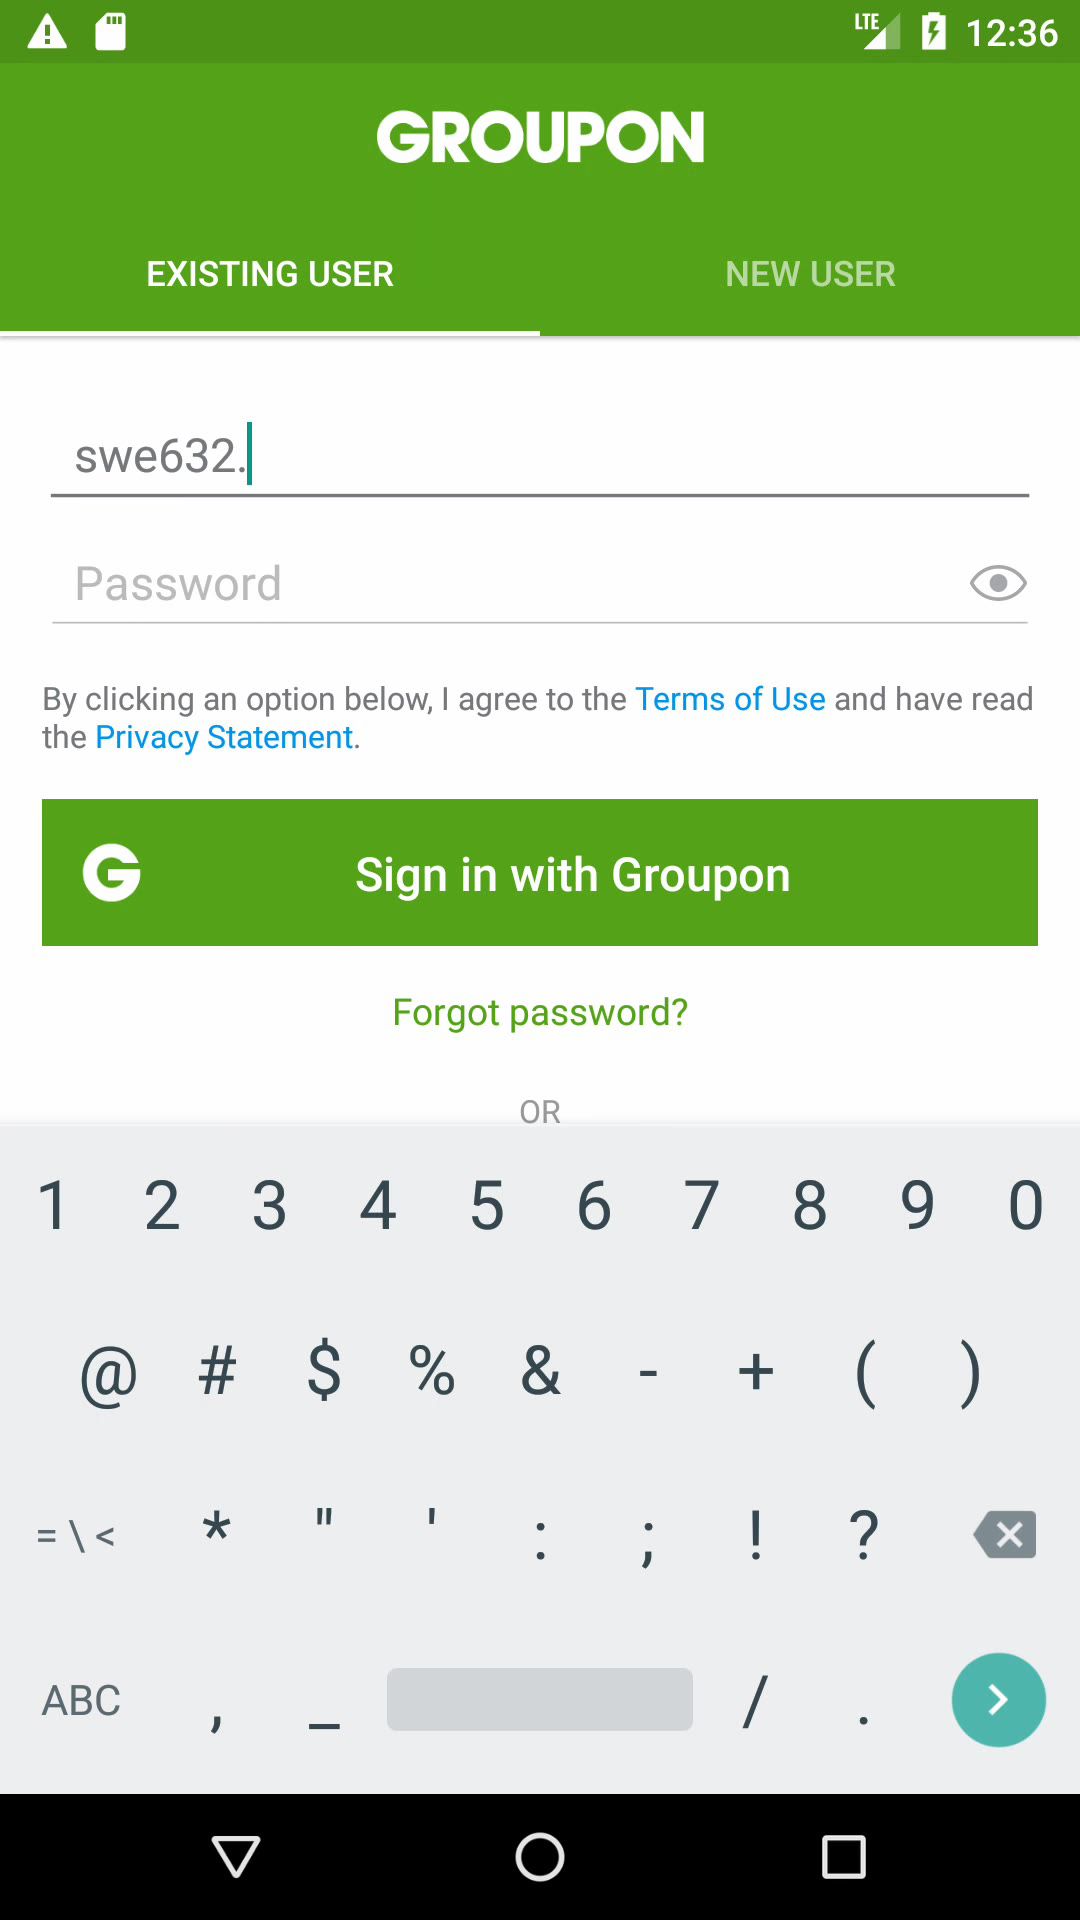 LTE 12:36
GROUPON
EXISTING USER NEW USER
swe632.
Password
By clicking an option below, I agree to the Terms of Use and have read
the Privacy Statement.
G Sign in with Groupon
Forgot password?
OR
1 2 3 4 5 6 7 8 9 0
@ # $ % & - + ( )
= \ < * " ' : ; ! ?
ABC , _ / .